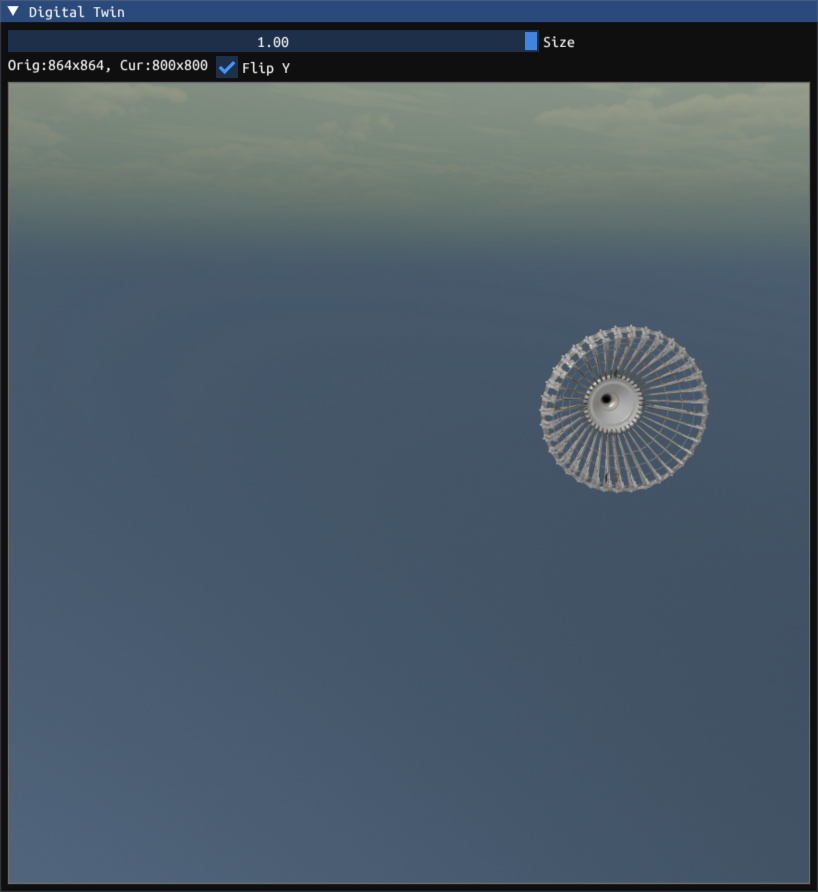 Digital Twin
1.00 Size
Orig:864x864, Cur:800x800 Flip Y